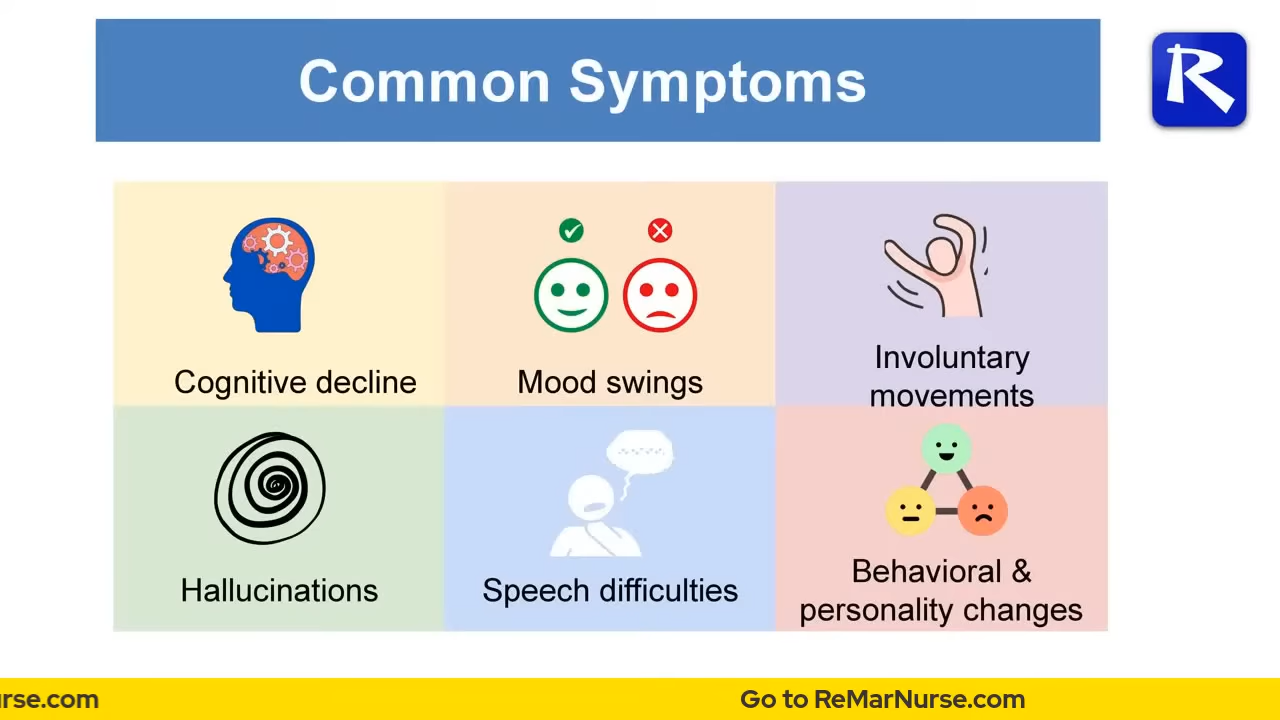 Common Symptoms
R
Cognitive decline
Mood swings
Involuntary
movements
Hallucinations
Speech difficulties
Behavioral &
personality changes
urse.com
Go to ReMarNurse.com